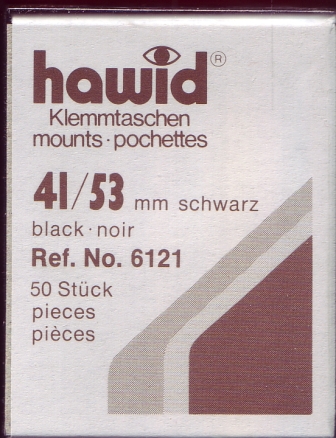 hawid®
Klemmtaschen
mounts · pochettes
41/53 mm schwarz
black · noir
Ref. No. 6121
50 Stück
pieces
pièces